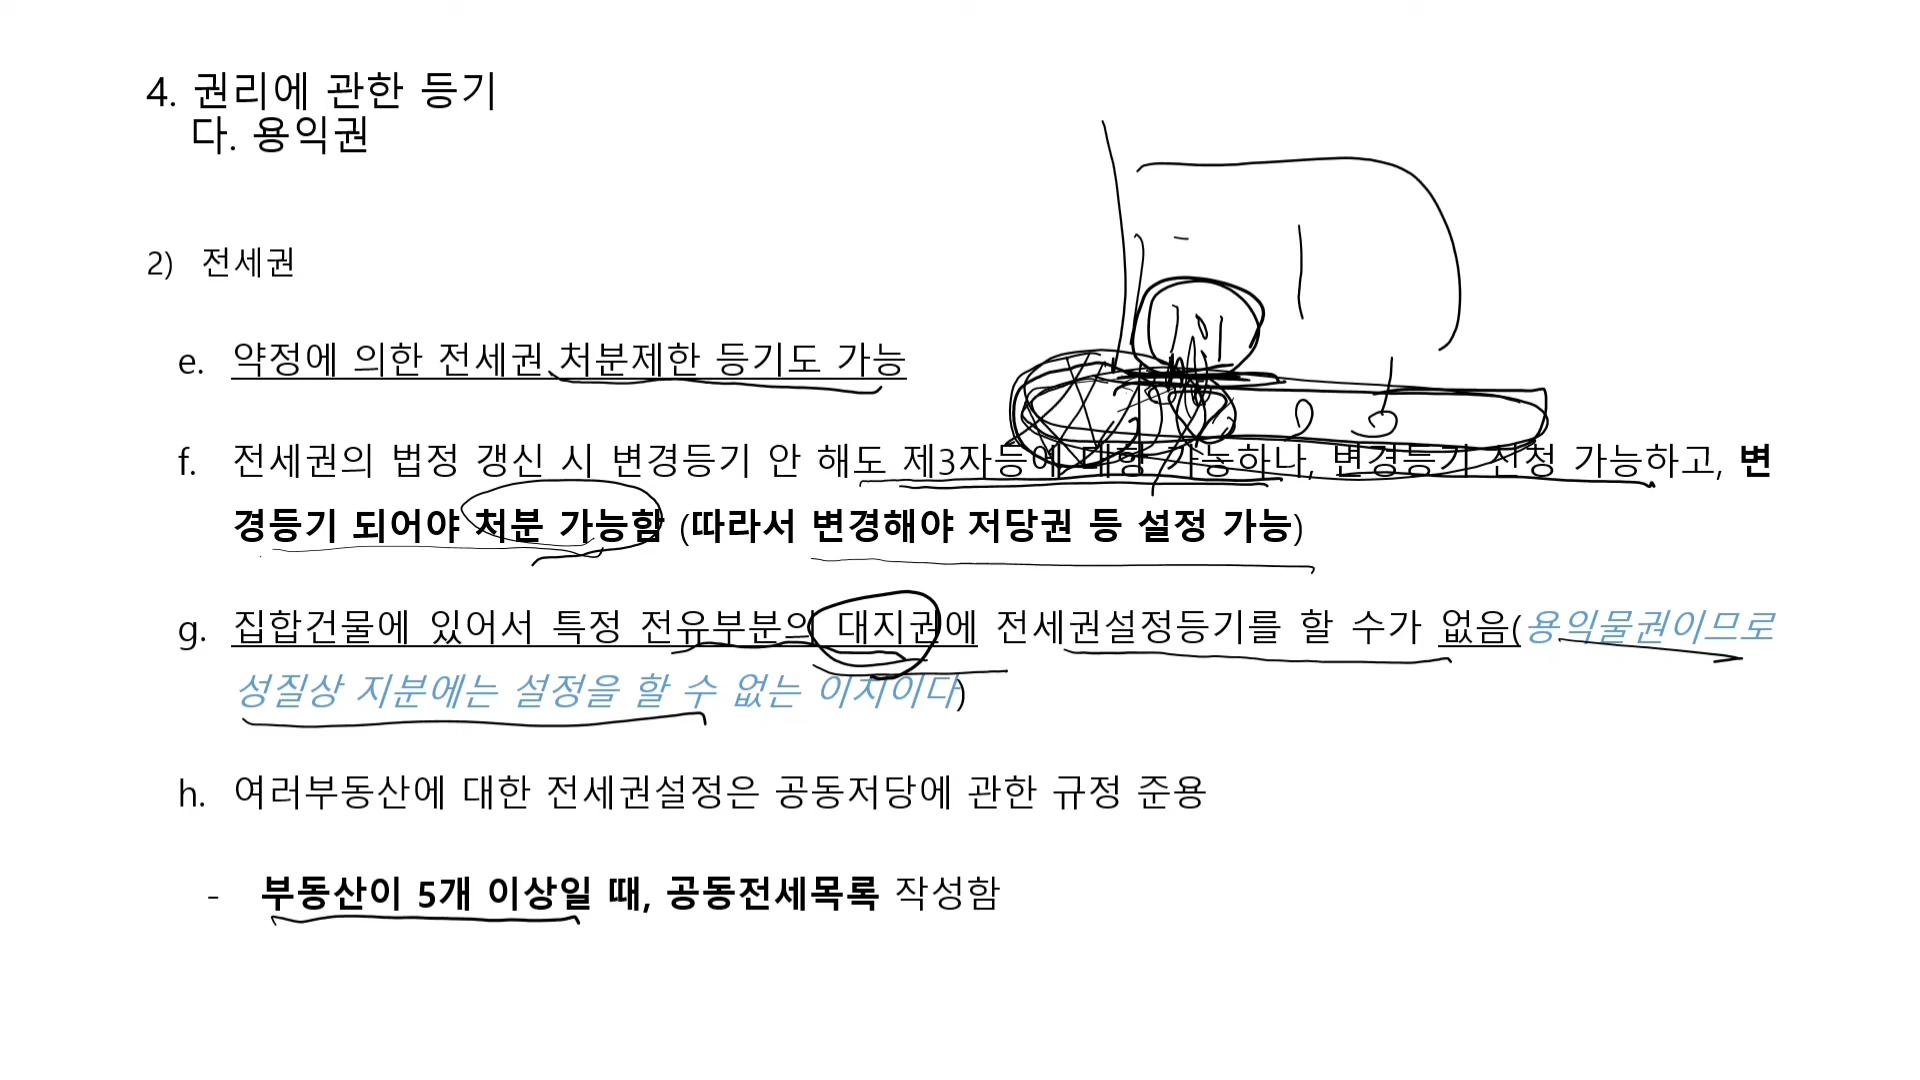 4. 권리에 관한 등기
다. 용익권
2) 전세권
e. 약정에 의한 전세권 처분제한 등기도 가능
f. 전세권의 법정 갱신 시 변경등기 안 해도 제3자등에 대항 가능하나, 변경등기 신청 가능하고, 변
경등기 되어야 처분 가능함 (따라서 변경해야 저당권 등 설정 가능)
g. 집합건물에 있어서 특정 전유부분의 대지권에 전세권설정등기를 할 수가 없음(용익물권이므로
성질상 지분에는 설정을 할 수 없는 이치이다)
h. 여러부동산에 대한 전세권설정은 공동저당에 관한 규정 준용
- 부동산이 5개 이상일 때, 공동전세목록 작성함